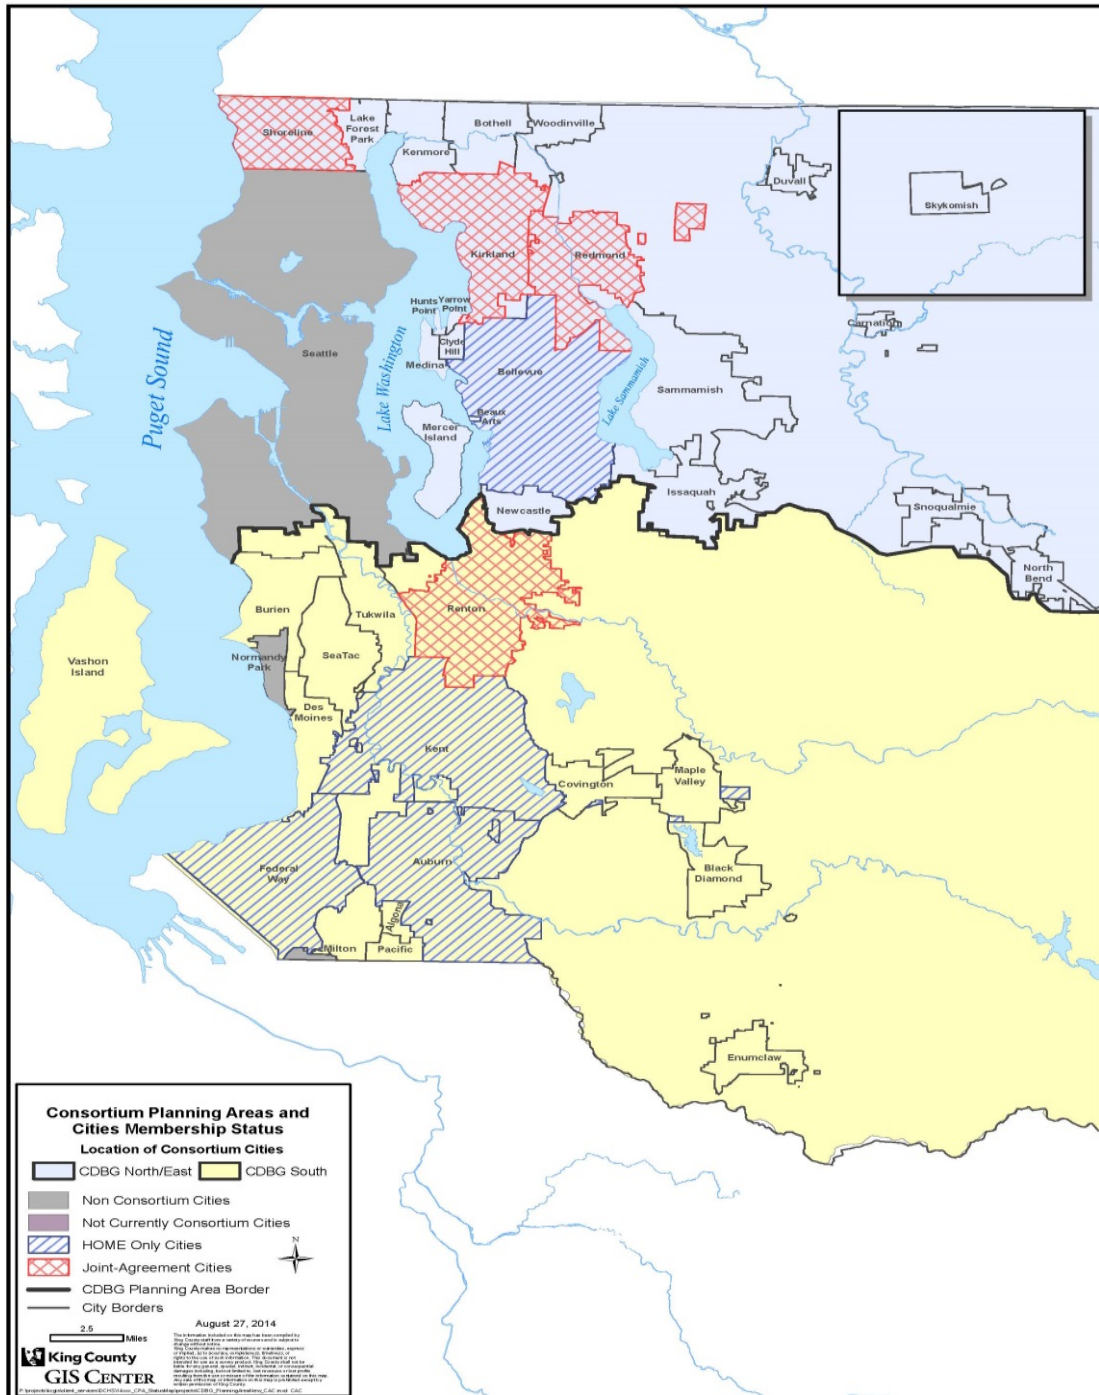 Shoreline
Lake
Forest
Park
Bothell
Woodinville
Kenmore
Duvall
Skykomish
Kirkland
Redmond
Hunts
Point
Yarrow
Point
Carnation
Seattle
Clyde
Hill
Medina
Bellevue
Puget Sound
Lake Washington
Lake Sammamish
Sammamish
Beaux
Arts
Mercer
Island
Issaquah
Newcastle
Snoqualmie
North
Bend
Burien
Tukwila
Renton
Vashon
Island
Normandy
Park
SeaTac
Des
Moines
Kent
Covington
Maple
Valley
Federal
Way
Auburn
Black
Diamond
Algona
Milton
Pacific
Enumclaw
Consortium Planning Areas and
Cities Membership Status
Location of Consortium Cities
CDBG North/East CDBG South
Non Consortium Cities
Not Currently Consortium Cities
HOME Only Cities
N
Joint-Agreement Cities
CDBG Planning Area Border
City Borders
August 27, 2014
2.5
Miles
King County
GIS CENTER